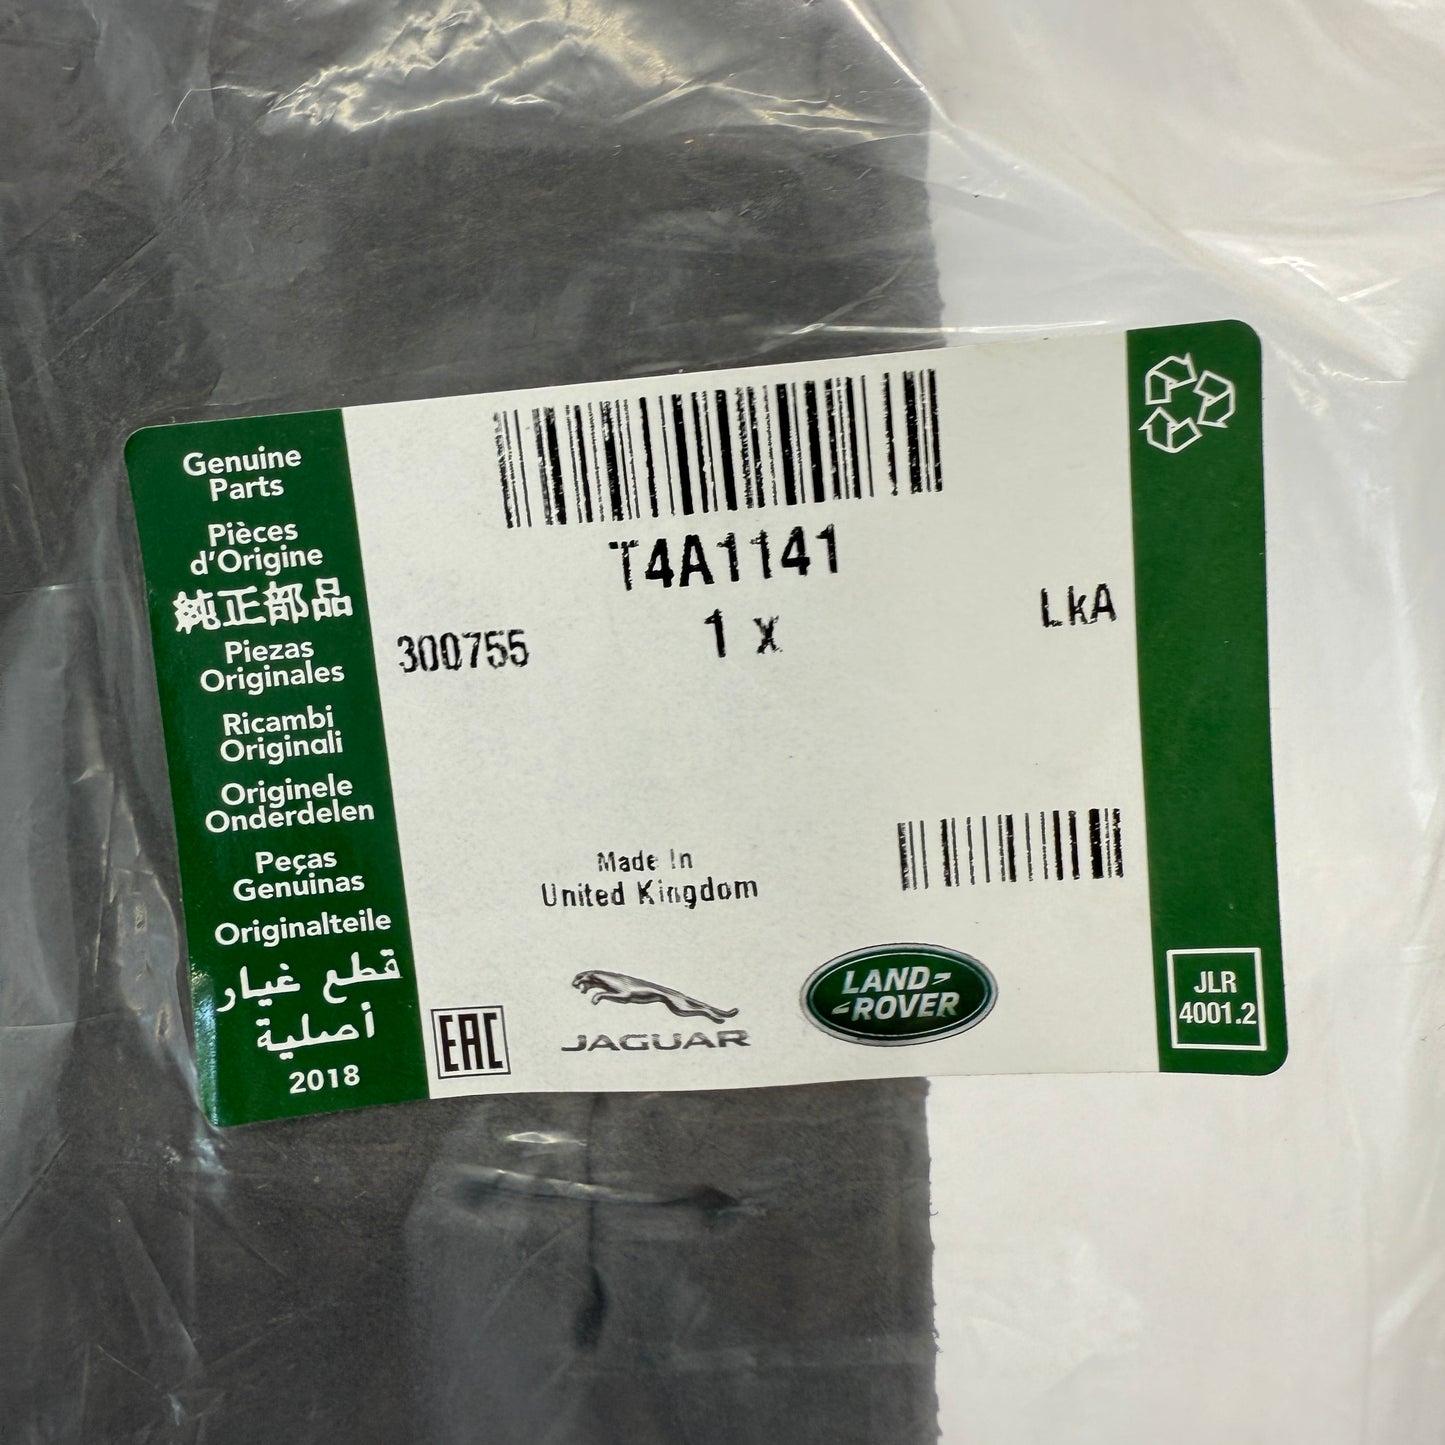 Genuine
Parts
Pièces
d'Origine
純正部品
Piezas
Originales
Ricambi
Originali
Originele
Onderdelen
Peças
Genuinas
Originalteile
قطع غيار
أصلية
2018
T4A1141
300755
1 x
LkA
Made In
United Kingdom
EAC
JAGUAR
LAND
ROVER
JLR
4001.2